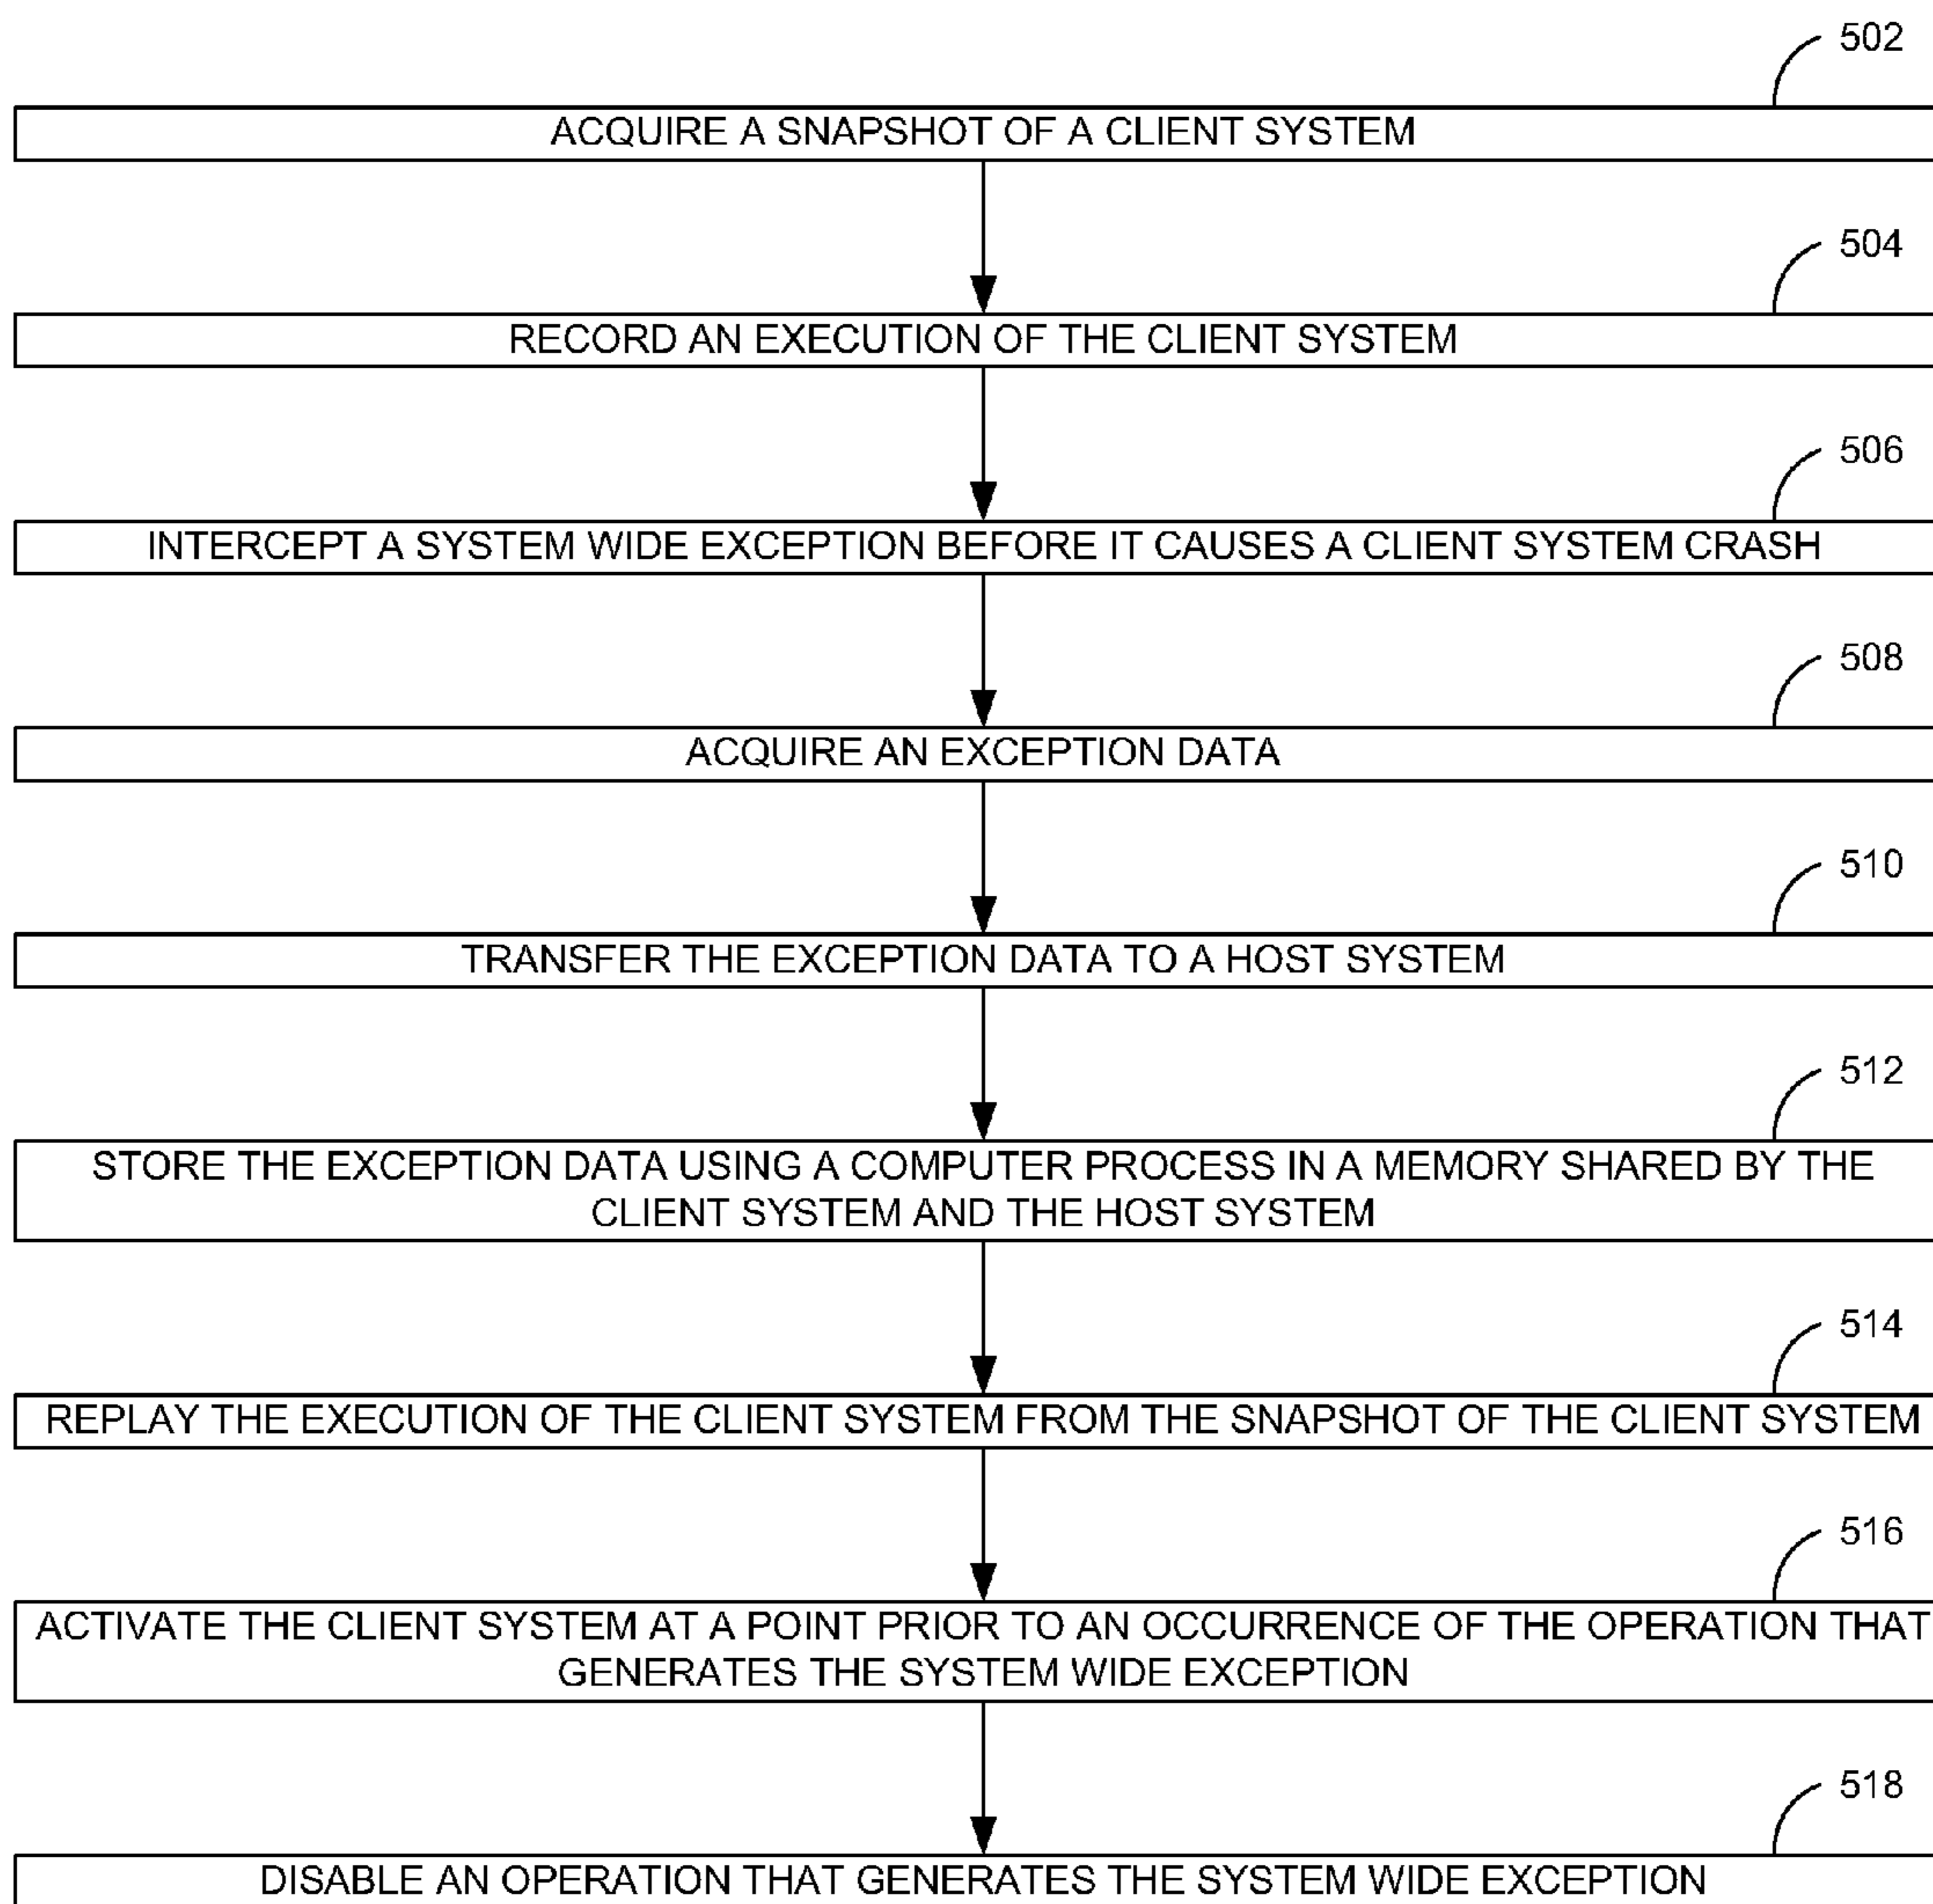 502
ACQUIRE A SNAPSHOT OF A CLIENT SYSTEM
504
RECORD AN EXECUTION OF THE CLIENT SYSTEM
506
INTERCEPT A SYSTEM WIDE EXCEPTION BEFORE IT CAUSES A CLIENT SYSTEM CRASH
508
ACQUIRE AN EXCEPTION DATA
510
TRANSFER THE EXCEPTION DATA TO A HOST SYSTEM
512
STORE THE EXCEPTION DATA USING A COMPUTER PROCESS IN A MEMORY SHARED BY THE
CLIENT SYSTEM AND THE HOST SYSTEM
514
REPLAY THE EXECUTION OF THE CLIENT SYSTEM FROM THE SNAPSHOT OF THE CLIENT SYSTEM
516
ACTIVATE THE CLIENT SYSTEM AT A POINT PRIOR TO AN OCCURRENCE OF THE OPERATION THAT
GENERATES THE SYSTEM WIDE EXCEPTION
518
DISABLE AN OPERATION THAT GENERATES THE SYSTEM WIDE EXCEPTION